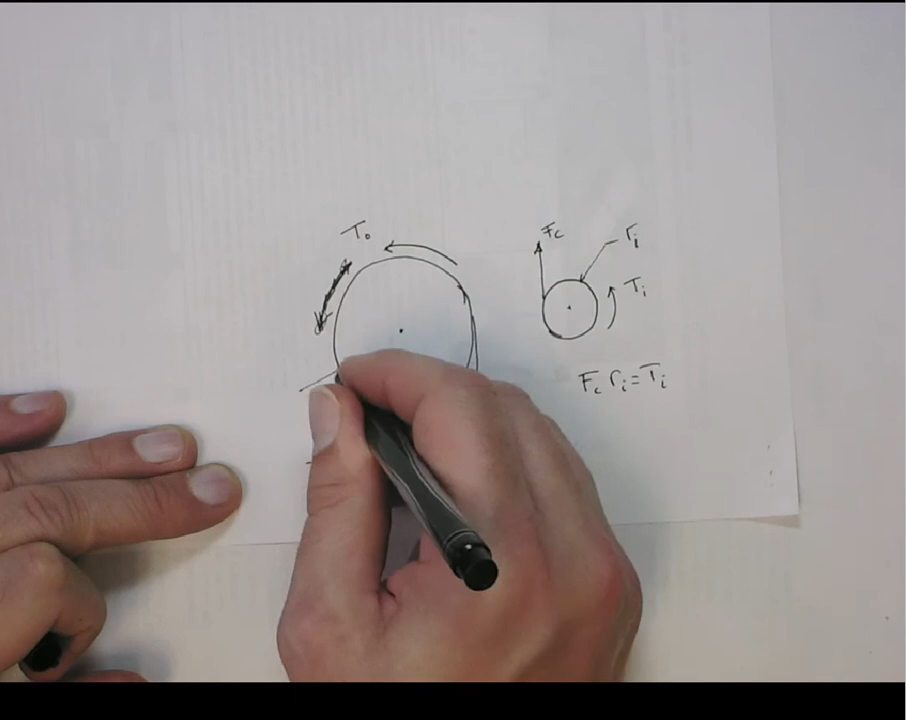 T₀
Fc
rᵢ
Tᵢ
Fc rᵢ = Tᵢ